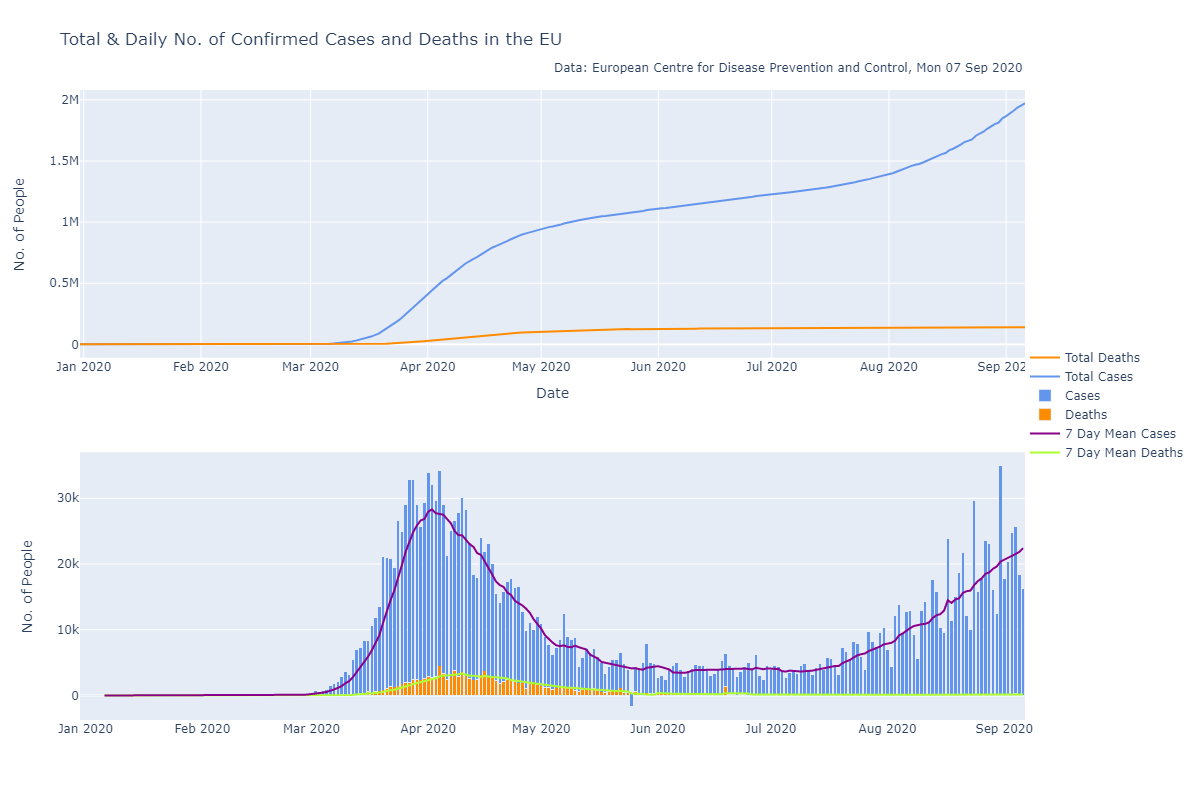 Total & Daily No. of Confirmed Cases and Deaths in the EU
Data: European Centre for Disease Prevention and Control, Mon 07 Sep 2020
No. of People
2M
1.5M
1M
0.5M
0
Jan 2020 Feb 2020 Mar 2020 Apr 2020 May 2020 Jun 2020 Jul 2020 Aug 2020 Sep 202
Date
Total Deaths
Total Cases
Cases
Deaths
7 Day Mean Cases
7 Day Mean Deaths
No. of People
30k
20k
10k
0
Jan 2020 Feb 2020 Mar 2020 Apr 2020 May 2020 Jun 2020 Jul 2020 Aug 2020 Sep 2020